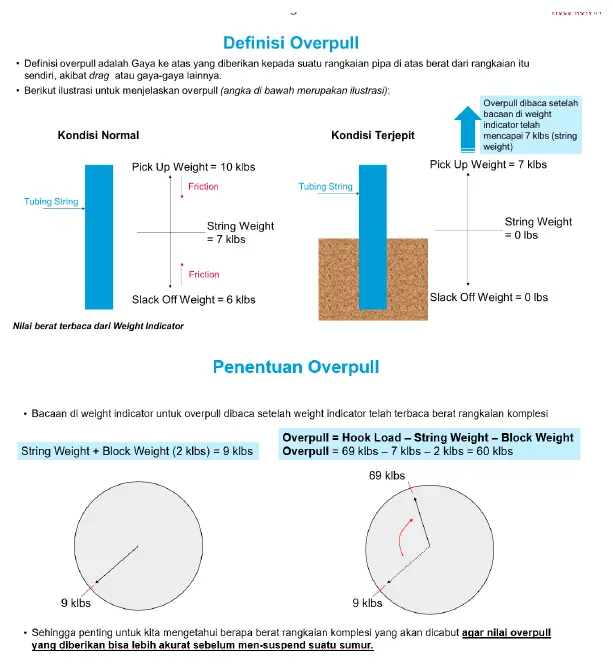 Definisi Overpull
• Definisi overpull adalah Gaya ke atas yang diberikan kepada suatu rangkaian pipa di atas berat dari rangkaian itu
sendiri, akibat drag atau gaya-gaya lainnya.
• Berikut ilustrasi untuk menjelaskan overpull (angka di bawah merupakan ilustrasi):
Overpull dibaca setelah
bacaan di weight
indicator telah
mencapai 7 klbs (string
weight)
Kondisi Normal
Pick Up Weight = 10 klbs
Friction
Tubing String
String Weight
= 7 klbs
Friction
Slack Off Weight = 6 klbs
Kondisi Terjepit
Pick Up Weight = 7 klbs
Tubing String
String Weight
= 0 lbs
Slack Off Weight = 0 lbs
Nilai berat terbaca dari Weight Indicator
Penentuan Overpull
• Bacaan di weight indicator untuk overpull dibaca setelah weight indicator telah terbaca berat rangkaian komplesi
String Weight + Block Weight (2 klbs) = 9 klbs
Overpull = Hook Load – String Weight – Block Weight
Overpull = 69 klbs – 7 klbs – 2 klbs = 60 klbs
9 klbs
69 klbs
9 klbs
• Sehingga penting untuk kita mengetahui berapa berat rangkaian komplesi yang akan dicabut agar nilai overpull
yang diberikan bisa lebih akurat sebelum men-suspend suatu sumur.